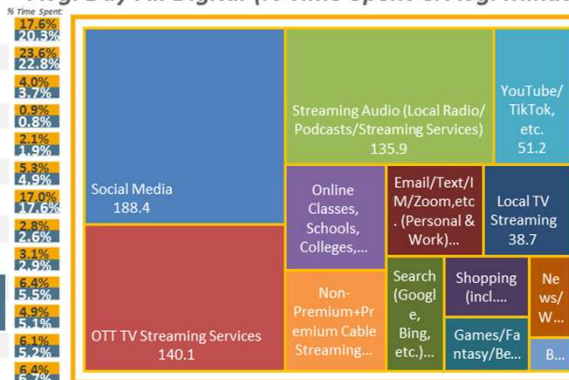 % Time Spent:
17.6%
20.3%
23.6%
22.8%
4.0%
3.7%
0.9%
0.8%
2.1%
1.9%
5.3%
4.9%
17.0%
17.6%
2.8%
2.6%
3.1%
2.9%
6.4%
5.5%
4.9%
5.1%
6.1%
5.2%
6.4%
Social Media
188.4
OTT TV Streaming Services
140.1
Streaming Audio (Local Radio/
Podcasts/Streaming Services)
135.9
YouTube/
TikTok,
etc.
51.2
Online
Classes,
Schools,
Colleges,...
Email/Text/I
M/Zoom,etc
. (Personal &
Work)...
Local TV
Streaming
38.7
Non-
Premium+Pr
emium Cable
Streaming...
Search
(Googl
e,
Bing,
etc.)...
Shopping
(incl....
Ne
ws/
W...
Games/Fa
ntasy/Be...
B...